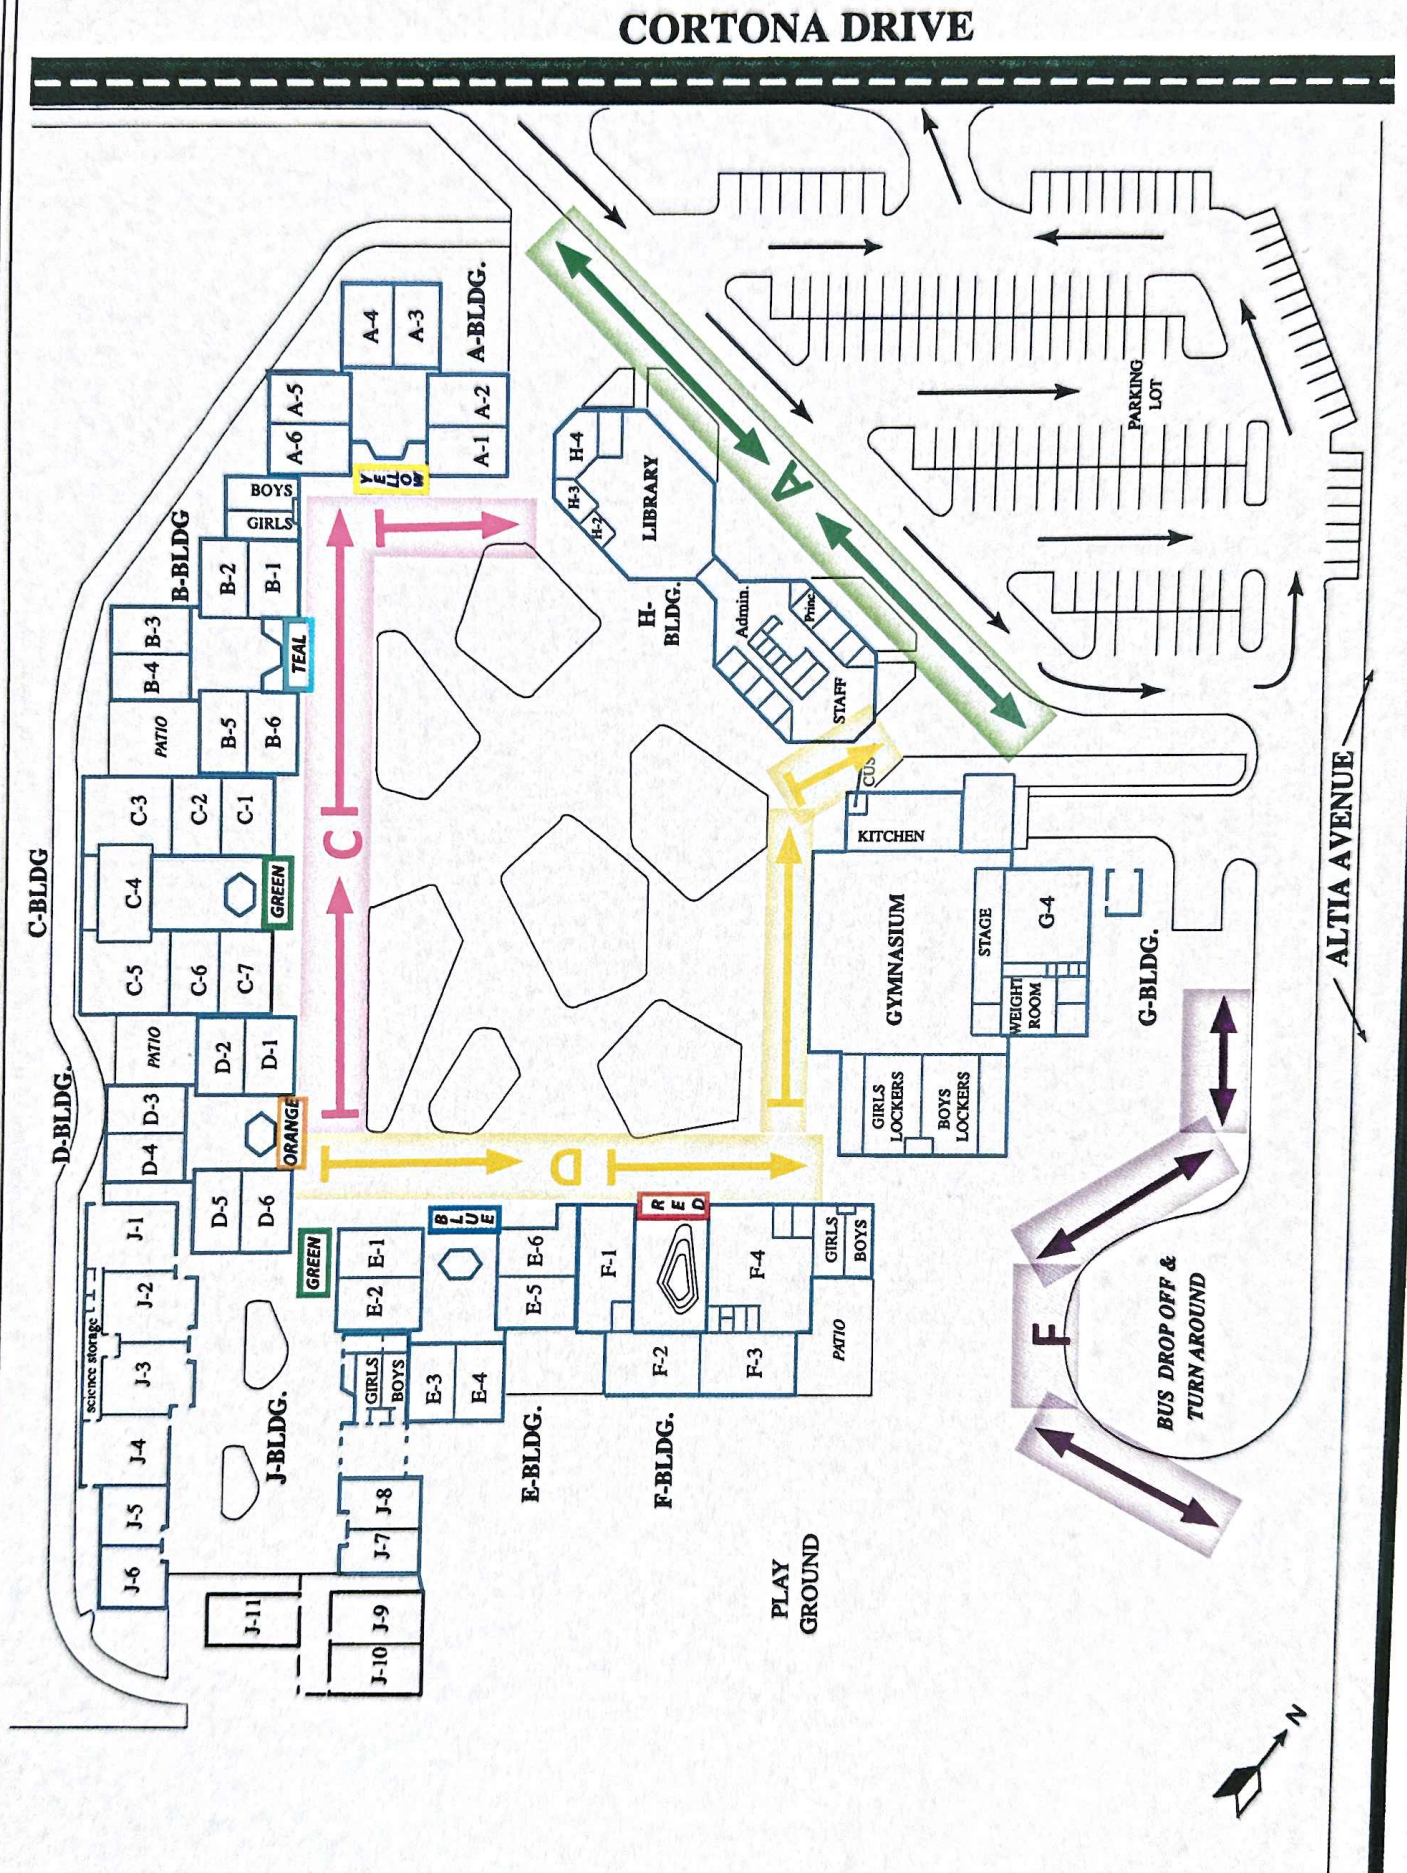 CORTONA DRIVE
A-4
A-3
A-BLDG.
A-5
A-6
A-2
A-1
YELLOW
BOYS
GIRLS
B-BLDG
B-2
B-1
B-3
B-4
TEAL
PATIO
B-5
B-6
H-4
H-3
H-2
LIBRARY
H-
BLDG.
Admin.
Princ.
STAFF
CUS
A
PARKING
LOT
C-BLDG
C-3
C-2
C-1
C-4
GREEN
C-5
C-6
C-7
C
KITCHEN
GYMNASIUM
STAGE
G-4
WEIGHT
ROOM
G-BLDG.
GIRLS
LOCKERS
BOYS
LOCKERS
ALTIA AVENUE
D-BLDG.
PATIO
D-2
D-1
D-3
D-4
ORANGE
D-5
D-6
D
J-1
J-2
science storage
J-3
J-4
J-5
J-6
J-BLDG.
GREEN
E-1
E-2
BLUE
E-6
E-5
GIRLS
BOYS
E-3
E-4
E-BLDG.
RED
F-1
F-4
GIRLS
BOYS
F-2
F-3
PATIO
F-BLDG.
F
BUS DROP OFF &
TURN AROUND
J-8
J-7
J-11
J-9
J-10
PLAY
GROUND
N